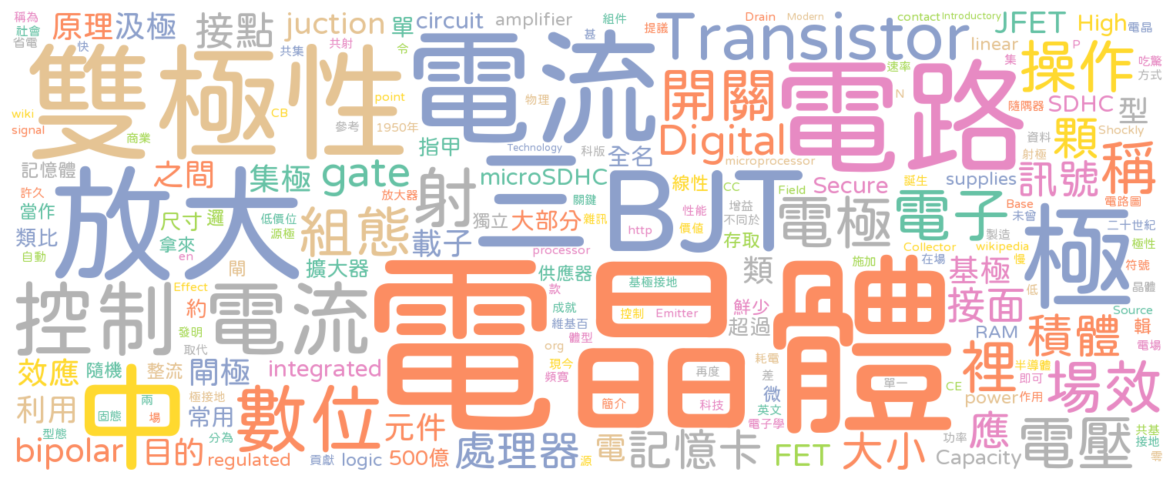 稱為
社會
省電
快
原理
汲極
接點
juction
單
circuit
令
amplifier
基
組件
提議
Drain
Modern
contact
Introductory
JFET
High
電晶
P
雙極性
共集
共射
電流
Transistor
linear
集
操作
吃驚
方式
wiki
signal
商業
CB
point
參考
1950年
物理
開關
電路
速率
N
隨隅器
SDHC
型
指甲
Technology
科版
全名
Digital
microprocessor
資料
顆
Shockly
射極
記憶體
之間
集極
gate
microSDHC
線性
CC
Field
Secure
誕生
supplies
訊號
稱
許久
當作
類比
自動
放大
尺寸
邏
拿來
en
低價位
源極
閘
組態
放大器
射
載子
擴大器
獨立
三
大部分
關鍵
雜訊
http
processor
BJT
性能
價值
存取
增益
不同於
電極
製造
電子
Base
未曾
Collector
wikipedia
在場
慢
極
電路圖
二十世紀
極性
符號
晶體
低
控制
電流
Effect
約
發明
取代
電晶體
供應器
款
成就
維基百
體型
org
現今
頻寬
基極接地
控制
Emitter
鮮少
超過
類
施加
基極
接面
RAM
Source
輯
電場
積體
耗電
差
再度
簡介
科技
單一
半導體
即可
作用
裡
場效
效應
隨機
整流
閘極
integrated
中
固態
兩
場
極接地
利用
常用
數位
元件
微
英文
電子學
CE
power
應
bipolar
型態
目的
分為
regulated
貢獻
logic
500億
處理器
源
電
記憶卡
FET
大小
功率
Capacity
電壓
共基
接地
零